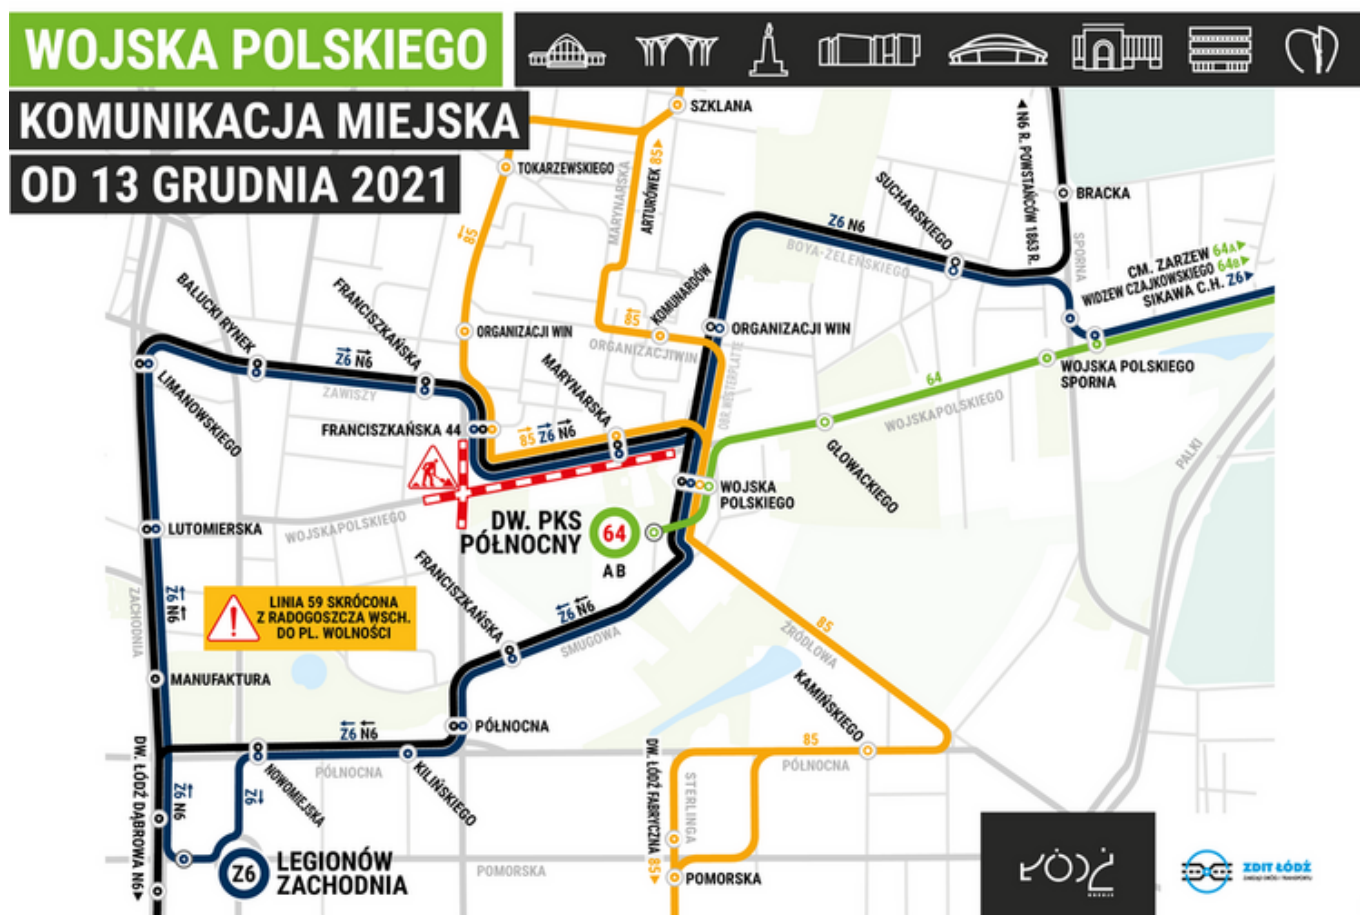 WOJSKA POLSKIEGO
KOMUNIKACJA MIEJSKA
OD 13 GRUDNIA 2021
SZKLANA
TOKARZEWSKIEGO
MARYNARSKA
ARTURÓWEK 85
85
N6 R. POWSTAŃCÓW 1863 R.
BRACKA
SUCHARSKIEGO
Z6 N6
BOYA-ŻELEŃSKIEGO
SPORNA
CM. ZARZEW 64A
WIDZEW CZAJKOWSKIEGO 64B
SIKAWA C.H. Z6
BAŁUCKI RYNEK
FRANCISZKAŃSKA
ORGANIZACJI WIN
85
KOMUNARDÓW
ORGANIZACJI WIN
ORGANIZACJI WIN
OBR. WESTERPLATTE
Z6 N6
ZAWISZY
LIMANOWSKIEGO
MARYNARSKA
WOJSKA POLSKIEGO
SPORNA
64
WOJSKA POLSKIEGO
FRANCISZKAŃSKA 44
85 Z6 N6
GŁOWACKIEGO
PALKI
WOJSKA
POLSKIEGO
LUTOMIERSKA
WOJSKA POLSKIEGO
DW. PKS
PÓŁNOCNY
64
A B
FRANCISZKAŃSKA
ZACHODNIA
Z6 N6
LINIA 59 SKRÓCONA
Z RADOGOSZCZA WSCH.
DO PL. WOLNOŚCI
Z6 N6
SMUGOWA
85
ŹRÓDŁOWA
MANUFAKTURA
KAMIŃSKIEGO
PÓŁNOCNA
Z6 N6
85
DW. ŁÓDŹ DĄBROWA N6
Z6 N6
Z6
NOWOMIEJSKA
PÓŁNOCNA
KILIŃSKIEGO
DW. ŁÓDŹ FABRYCZNA 85
STERLINGA
PÓŁNOCNA
Z6
LEGIONÓW
ZACHODNIA
POMORSKA
POMORSKA
ZDIT ŁÓDŹ